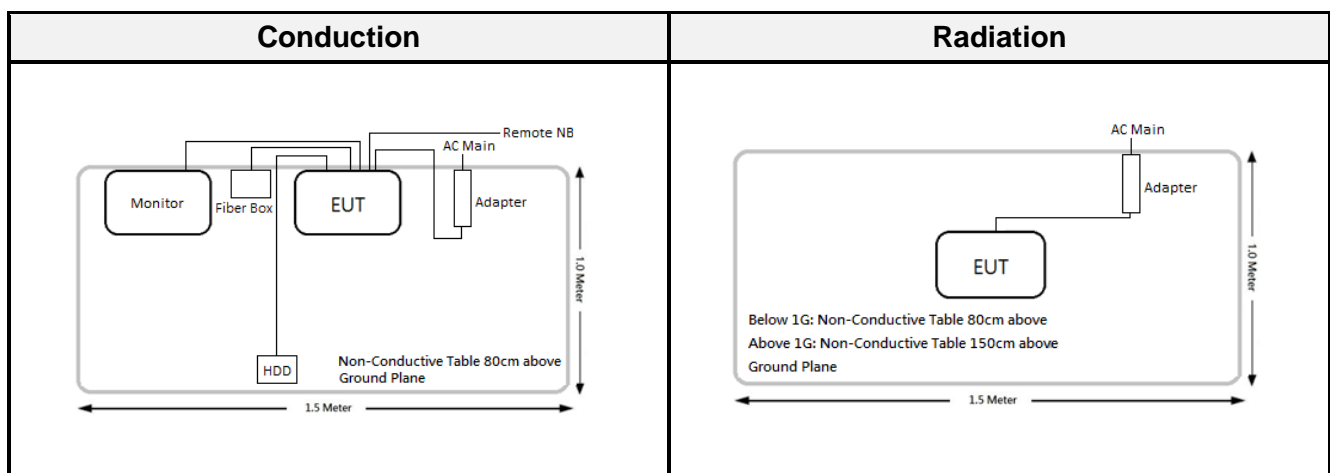 Conduction
Radiation
Remote NB
AC Main
Monitor
Fiber Box
EUT
Adapter
1.0 Meter
HDD
Non-Conductive Table 80cm above
Ground Plane
1.5 Meter
AC Main
Adapter
EUT
1.0 Meter
Below 1G: Non-Conductive Table 80cm above
Above 1G: Non-Conductive Table 150cm above
Ground Plane
1.5 Meter